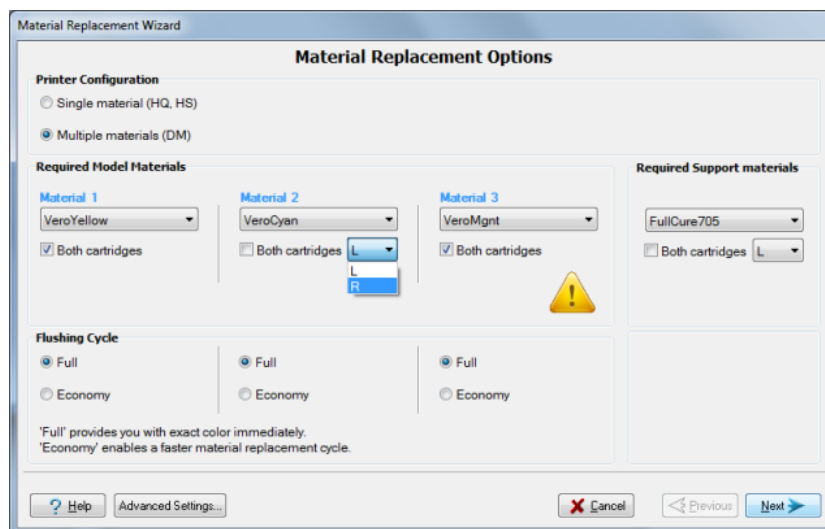 Material Replacement Wizard
Material Replacement Options
Printer Configuration
Single material (HQ, HS)
Multiple materials (DM)
Required Model Materials
Required Support materials
Material 1 Material 2 Material 3
VeroYellow VeroCyan VeroMgnt FullCure705
Both cartridges Both cartridges L Both cartridges Both cartridges L
L
R
Flushing Cycle
Full Full Full
Economy Economy Economy
'Full' provides you with exact color immediately.
'Economy' enables a faster material replacement cycle.
? Help Advanced Settings... Cancel Previous Next